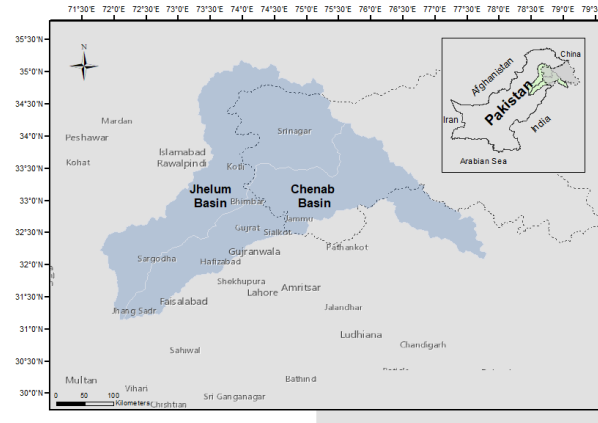 71°30'E 72°0'E 72°30'E 73°0'E 73°30'E 74°0'E 74°30'E 75°0'E 75°30'E 76°0'E 76°30'E 77°0'E 77°30'E 78°0'E 78°30'E 79°0'E
35°30'N
N
China
Afghanistan
35°0'N
34°30'N
Pakistan
Mardan
Iran
India
Srinagar
34°0'N
Peshawar
Islamabad
Arabian Sea
Kohat
Rawalpindi
33°30'N
Kotli
Jhelum
Basin
Chenab
Basin
33°0'N
Bhimbar
Jammu
Gujrat
Sialkot
32°30'N
Pathankot
Gujranwala
Sargodha
Hafizabad
32°0'N
Shekhupura
Amritsar
Lahore
31°30'N
Faisalabad
Jhang Sadr
Jalandhar
31°0'N
Ludhiana
Chandigarh
Sahiwal
30°30'N
Multan
Bathind
Vihari
30°0'N
Sri Ganganagar
0 50 100
Kilometers
Chishtian